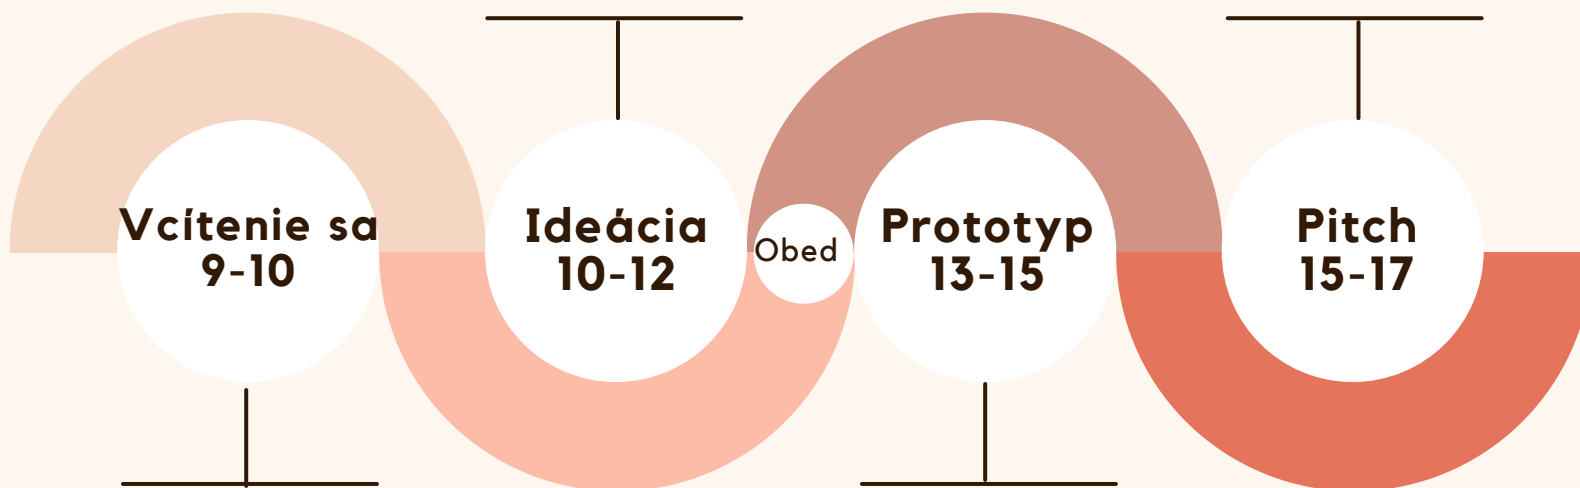 Vcítenie sa
9-10
Ideácia
10-12
Obed
Prototyp
13-15
Pitch
15-17